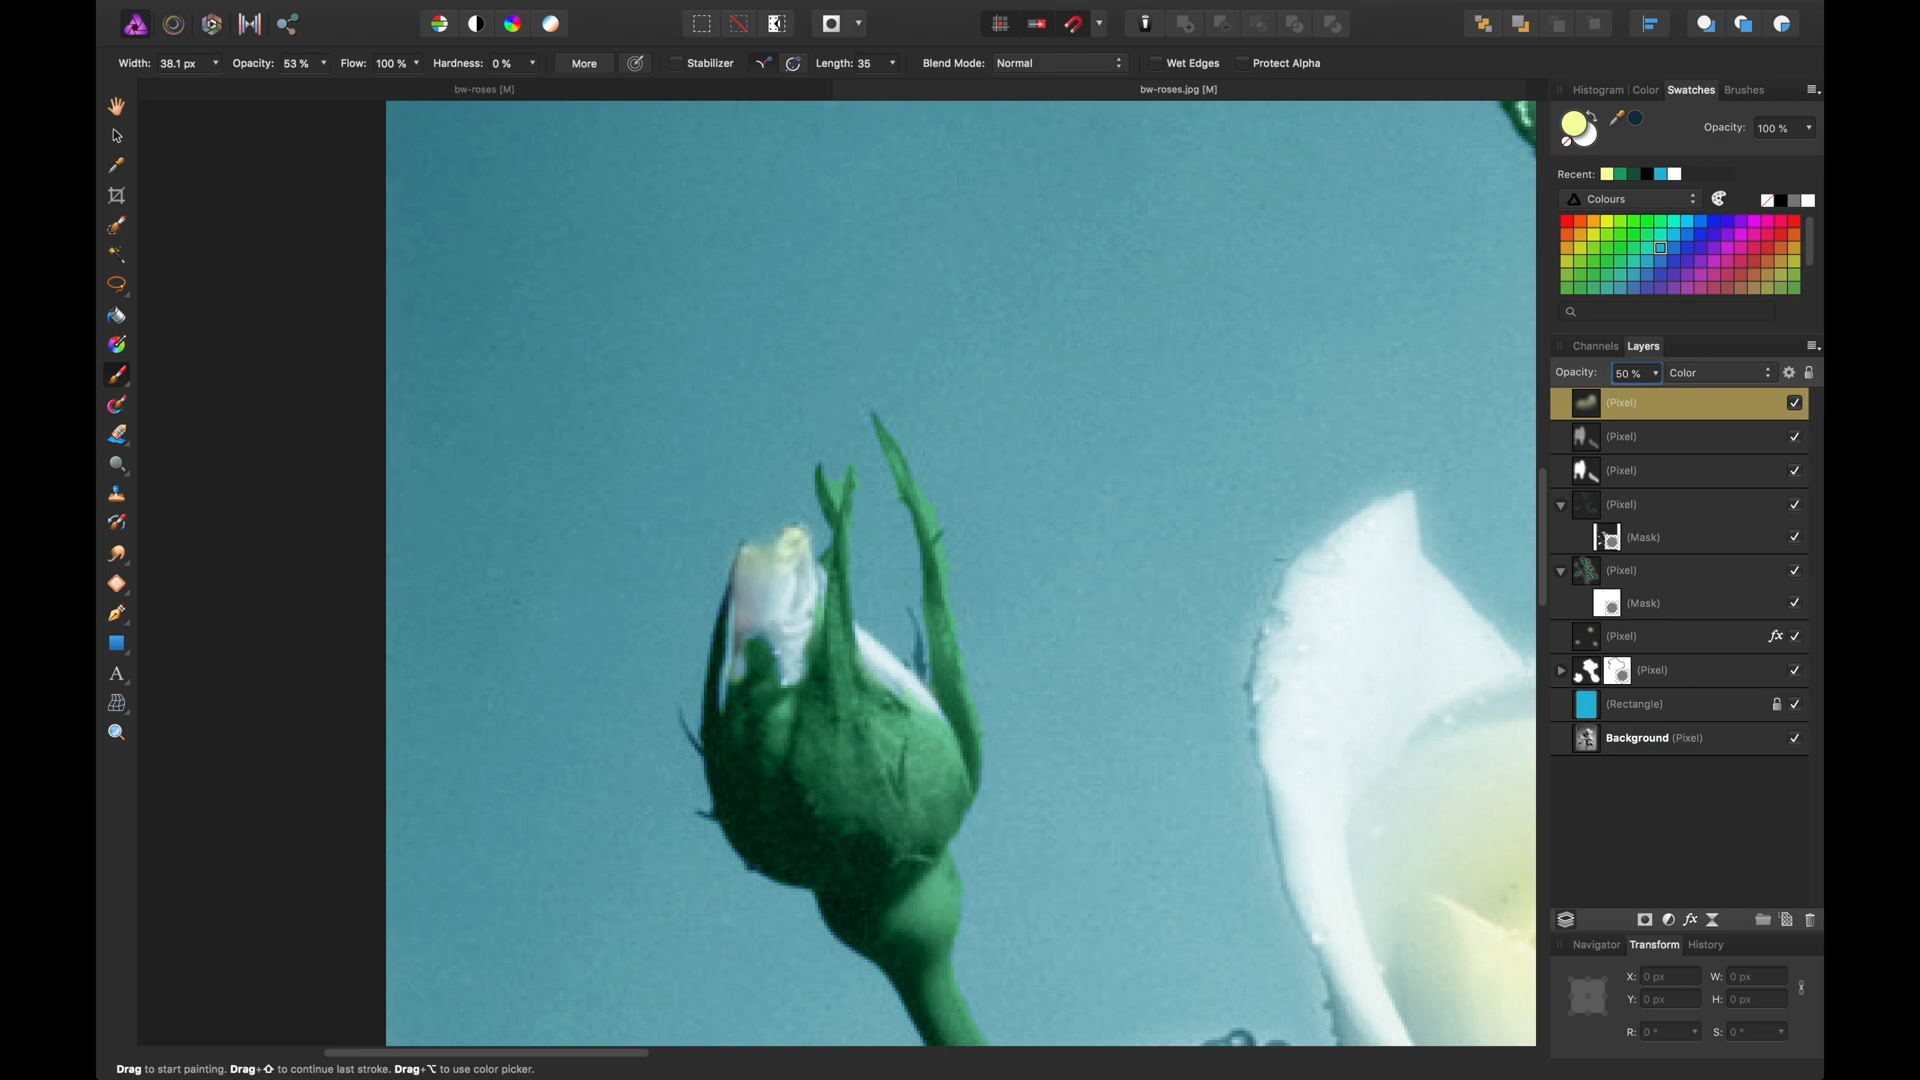 Width: 38.1 px Opacity: 53 % Flow: 100 % Hardness: 0 % More Stabilizer Length: 35 Blend Mode: Normal Wet Edges Protect Alpha
bw-roses [M] bw-roses.jpg [M]
Histogram Color Swatches Brushes
Opacity: 100 %
Recent:
Colours
Channels Layers
Opacity: 50 % Color
(Pixel)
(Pixel)
(Pixel)
(Pixel)
(Mask)
(Pixel)
(Mask)
(Pixel) fx
(Pixel)
(Rectangle)
Background (Pixel)
fx
Navigator Transform History
X: 0 px W: 0 px
Y: 0 px H: 0 px
R: 0 ° S: 0 °
A
Drag to start painting. Drag+⇧ to continue last stroke. Drag+⌥ to use color picker.